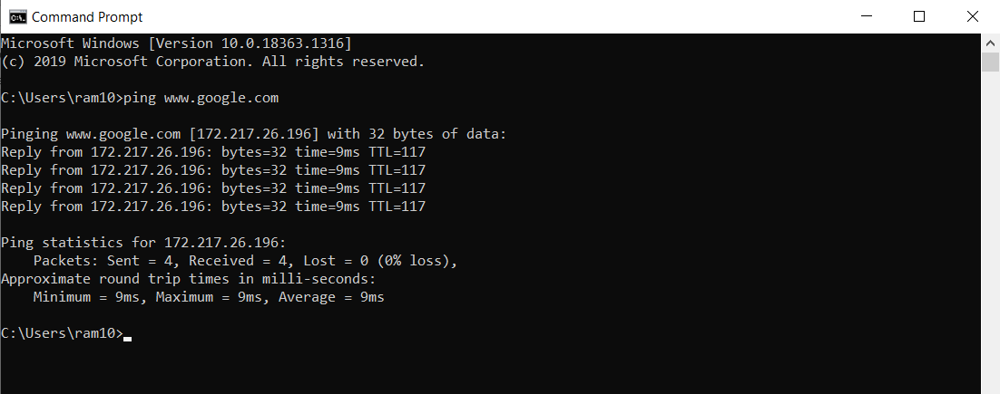 Command Prompt
Microsoft Windows [Version 10.0.18363.1316]
(c) 2019 Microsoft Corporation. All rights reserved.
C:\Users\ram10>ping www.google.com
Pinging www.google.com [172.217.26.196] with 32 bytes of data:
Reply from 172.217.26.196: bytes=32 time=9ms TTL=117
Reply from 172.217.26.196: bytes=32 time=9ms TTL=117
Reply from 172.217.26.196: bytes=32 time=9ms TTL=117
Reply from 172.217.26.196: bytes=32 time=9ms TTL=117
Ping statistics for 172.217.26.196:
    Packets: Sent = 4, Received = 4, Lost = 0 (0% loss),
Approximate round trip times in milli-seconds:
    Minimum = 9ms, Maximum = 9ms, Average = 9ms
C:\Users\ram10>